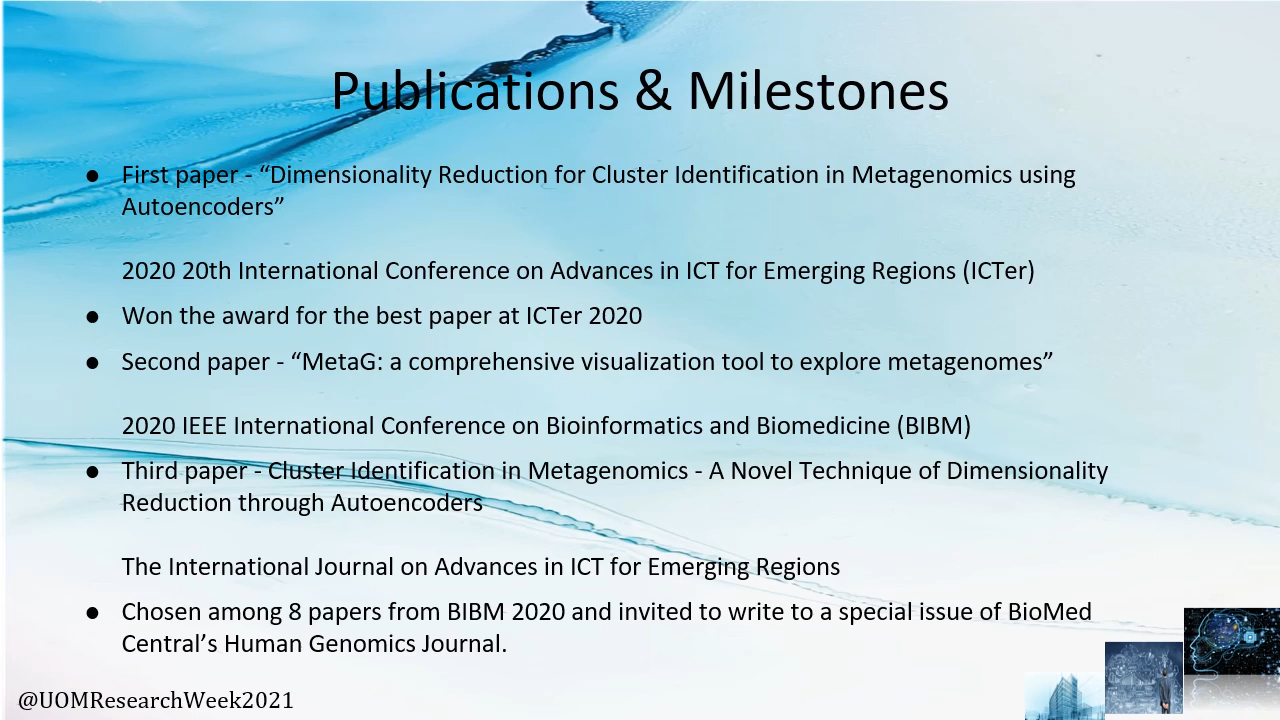 Publications & Milestones
● First paper - “Dimensionality Reduction for Cluster Identification in Metagenomics using
Autoencoders”
2020 20th International Conference on Advances in ICT for Emerging Regions (ICTer)
● Won the award for the best paper at ICTer 2020
● Second paper - “MetaG: a comprehensive visualization tool to explore metagenomes”
2020 IEEE International Conference on Bioinformatics and Biomedicine (BIBM)
● Third paper - Cluster Identification in Metagenomics - A Novel Technique of Dimensionality
Reduction through Autoencoders
The International Journal on Advances in ICT for Emerging Regions
● Chosen among 8 papers from BIBM 2020 and invited to write to a special issue of BioMed
Central’s Human Genomics Journal.
@UOMResearchWeek2021